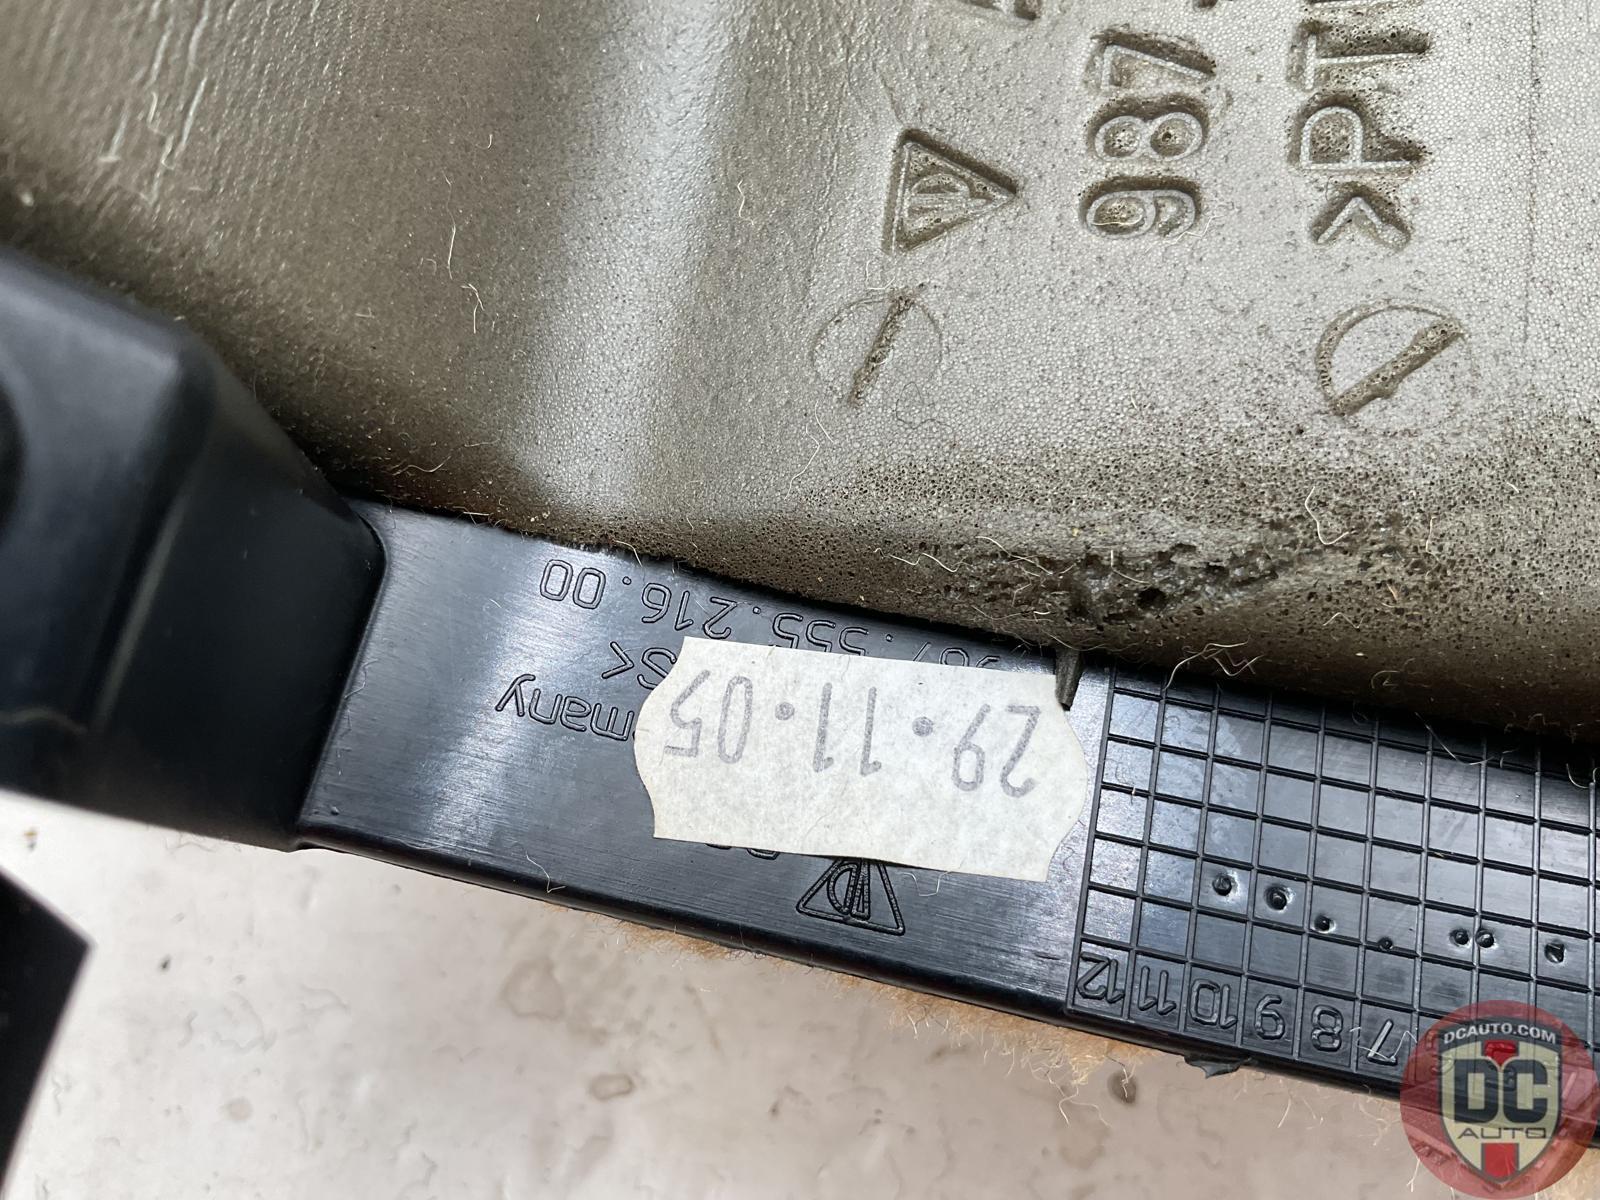 987
>PT
987.555.216.00
S<
many
29.11.05
12 11 10 9 8 7
DCAUTO.COM
DC
AUTO